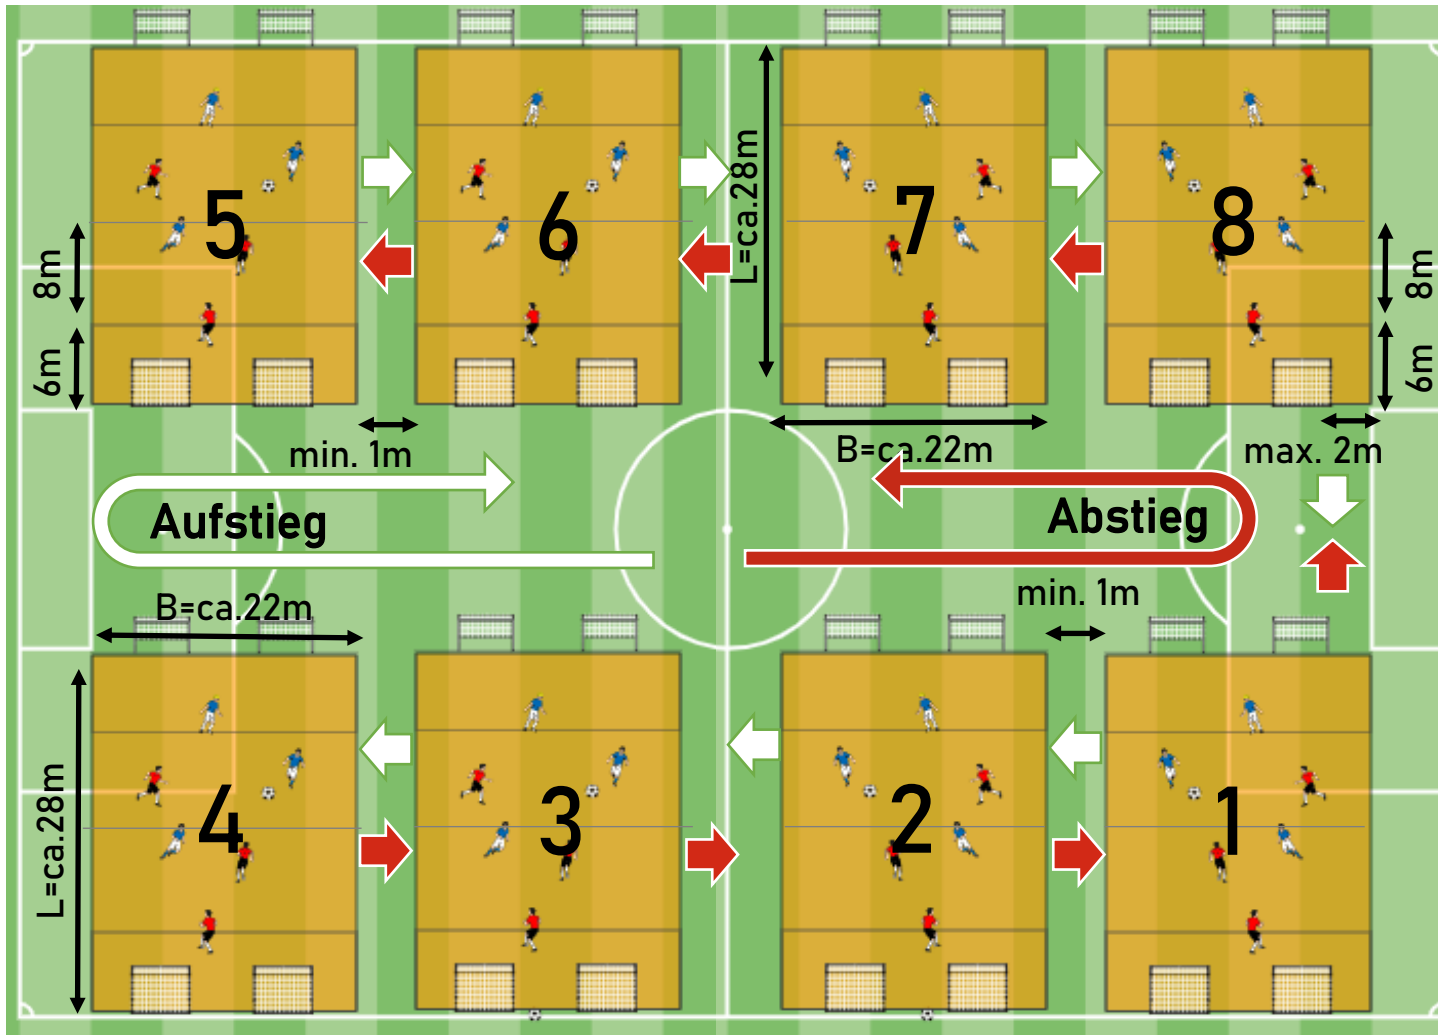 5
6
7
8
L=ca.28m
8m
6m
8m
6m
min. 1m
B=ca.22m
max. 2m
Aufstieg
Abstieg
B=ca.22m
min. 1m
L=ca.28m
4
3
2
1